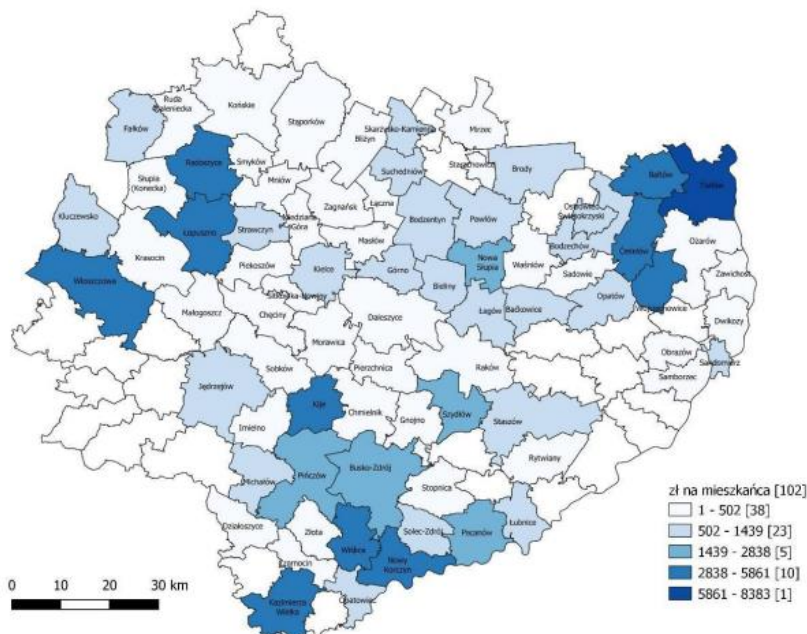 Ruda
Maleniecka
Końskie
Fałków
Stąporków
Skarżysko-Kamienna
Mirzec
Bliżyn
Radoszyce
Smyków
Starachowice
Brody
Bałtów
Tarłów
Słupia
(Konecka)
Mniów
Suchedniów
Łączna
Zagnańsk
Kluczewsko
Łopuszno
Strawczyn
Miedziana
Góra
Bodzentyn
Pawłów
Ostrowiec
Świętokrzyski
Bodzechów
Ćmielów
Ożarów
Krasocin
Masłów
Piekoszów
Kielce
Górno
Nowa
Słupia
Waśniów
Sadowie
Zawichost
Włoszczowa
Bieliny
Opatów
Wojciechowice
Małogoszcz
Chęciny
Sitkówka-Nowiny
Daleszyce
Łagów
Baćkowice
Dwikozy
Morawica
Obrazów
Sandomierz
Sobków
Pierzchnica
Raków
Samborzec
Jędrzejów
Kije
Chmielnik
Gnojno
Szydłów
Staszów
Imielno
Rytwiany
Michałów
Pińczów
Busko-Zdrój
Stopnica
Działoszyce
Złota
Wiślica
Solec-Zdrój
Pacanów
Łubnice
Czarnocin
Nowy
Korczyn
Kazimierza
Wielka
Opatowiec
zł na mieszkańca [102]
1 - 502 [38]
502 - 1439 [23]
1439 - 2838 [5]
2838 - 5861 [10]
5861 - 8383 [1]
0 10 20 30 km